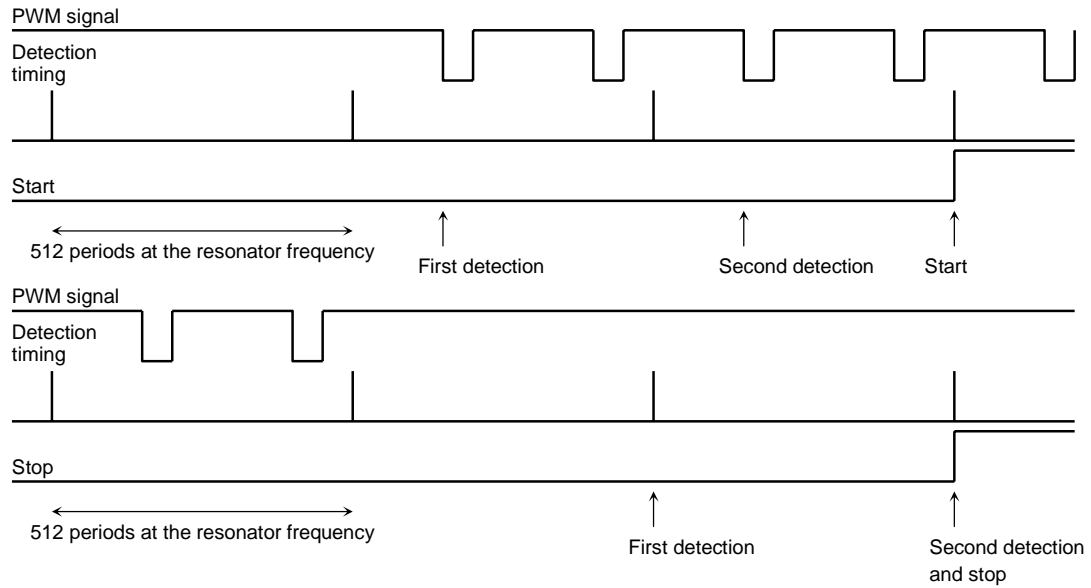 PWM signal
Detection
timing
Start
512 periods at the resonator frequency
First detection
Second detection
Start
PWM signal
Detection
timing
Stop
512 periods at the resonator frequency
First detection
Second detection
and stop